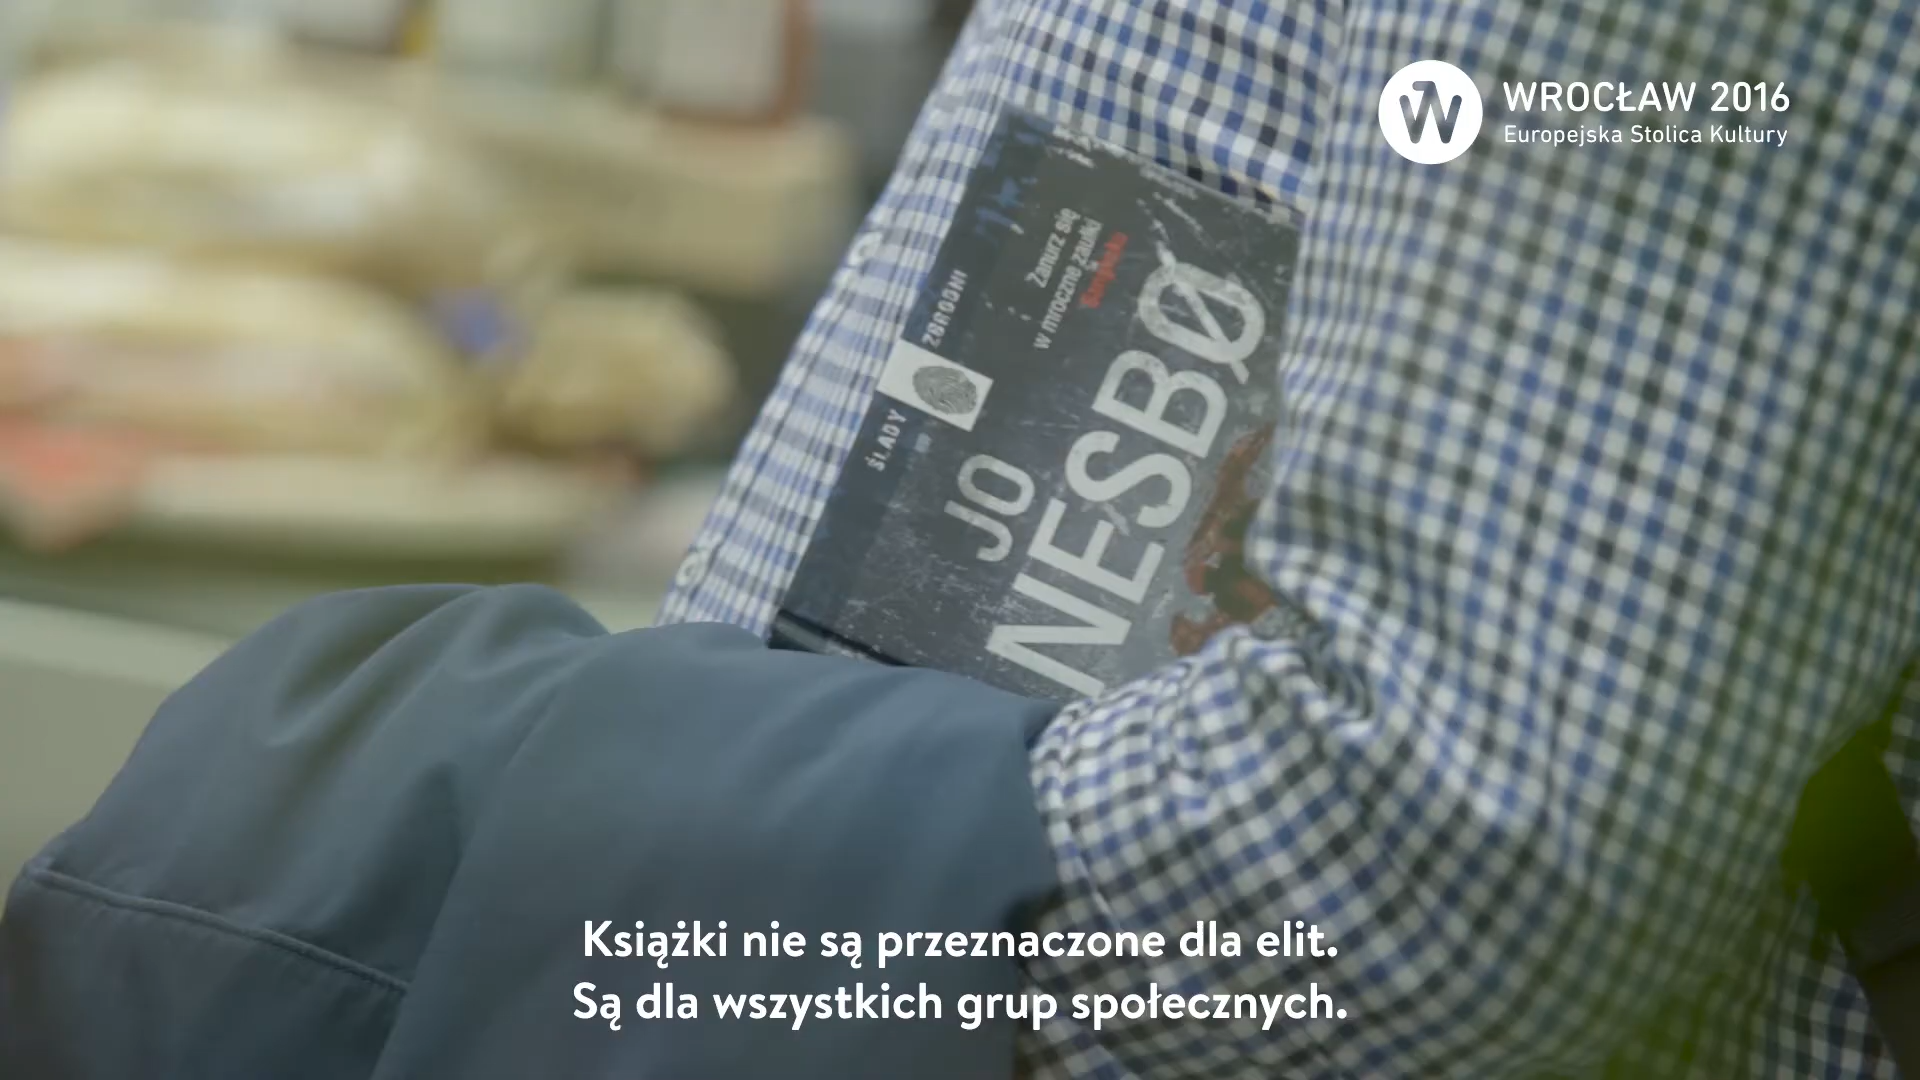 WROCŁAW 2016
Europejska Stolica Kultury
Zanurz się
w mroczne zaułki
Bangkoku
ŚLADY ZBRODNI
JO
NESBØ
Książki nie są przeznaczone dla elit.
Są dla wszystkich grup społecznych.